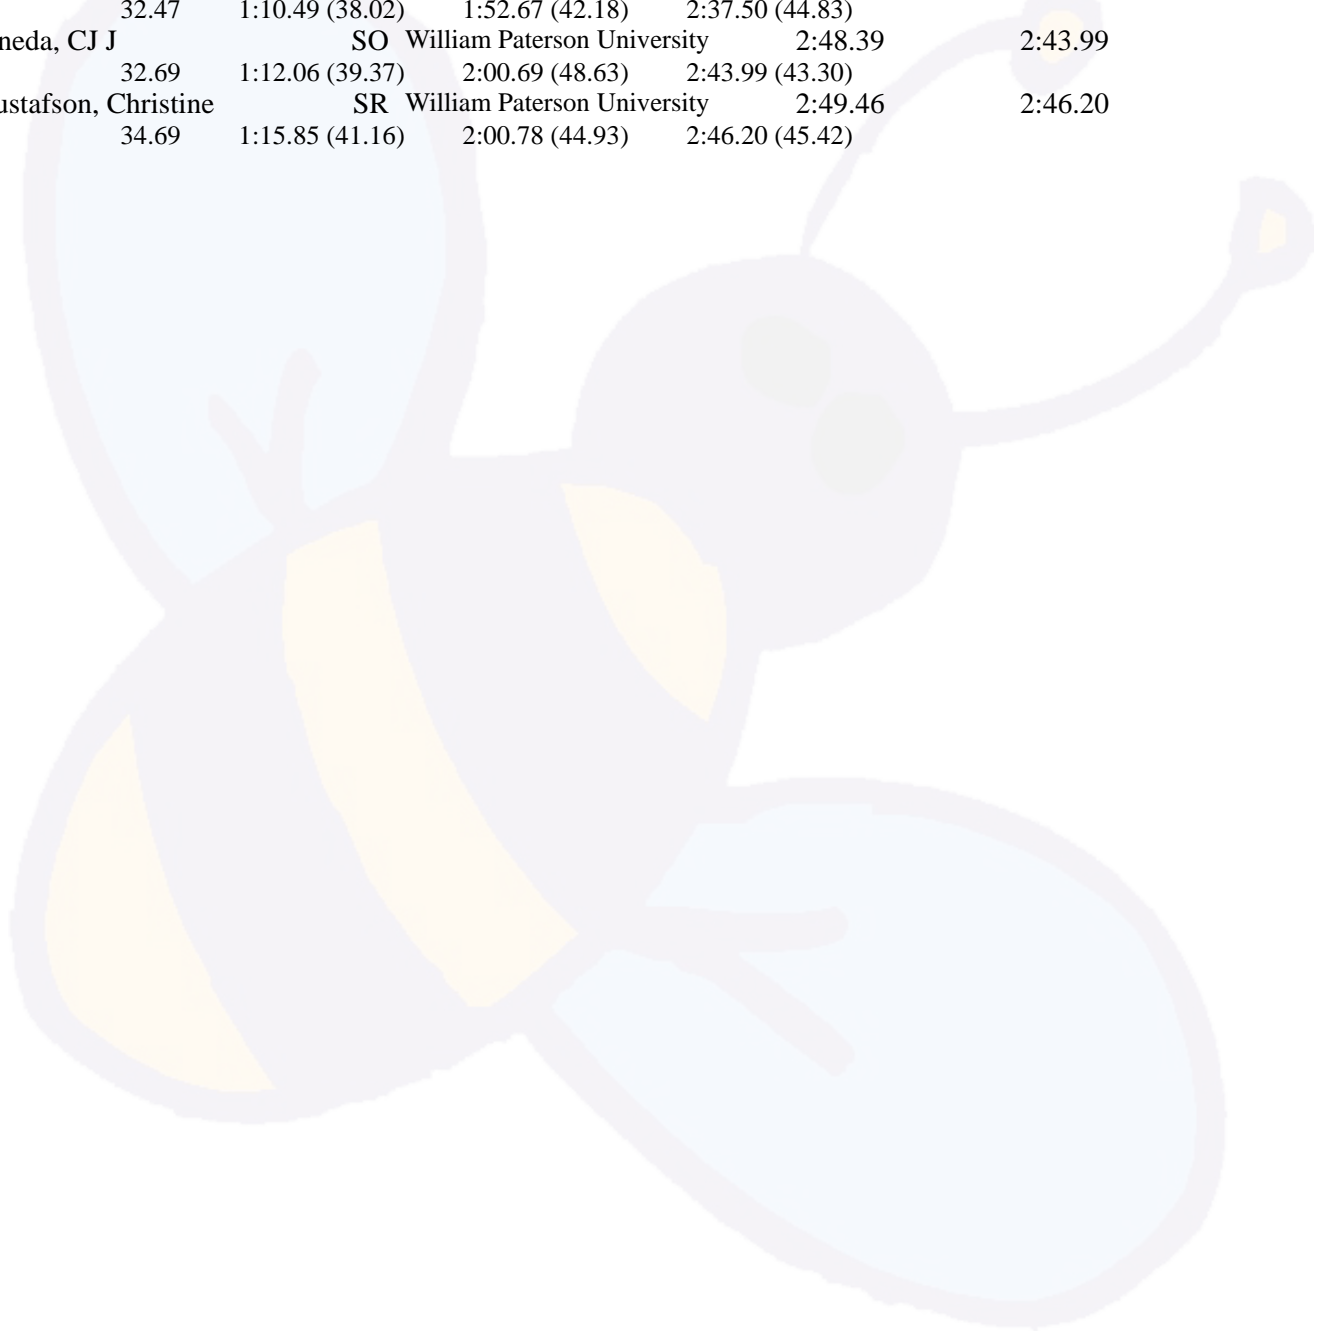 32.47 1:10.49 (38.02) 1:52.67 (42.18) 2:37.50 (44.83)
neda, CJ J SO William Paterson University 2:48.39 2:43.99
32.69 1:12.06 (39.37) 2:00.69 (48.63) 2:43.99 (43.30)
ustafson, Christine SR William Paterson University 2:49.46 2:46.20
34.69 1:15.85 (41.16) 2:00.78 (44.93) 2:46.20 (45.42)